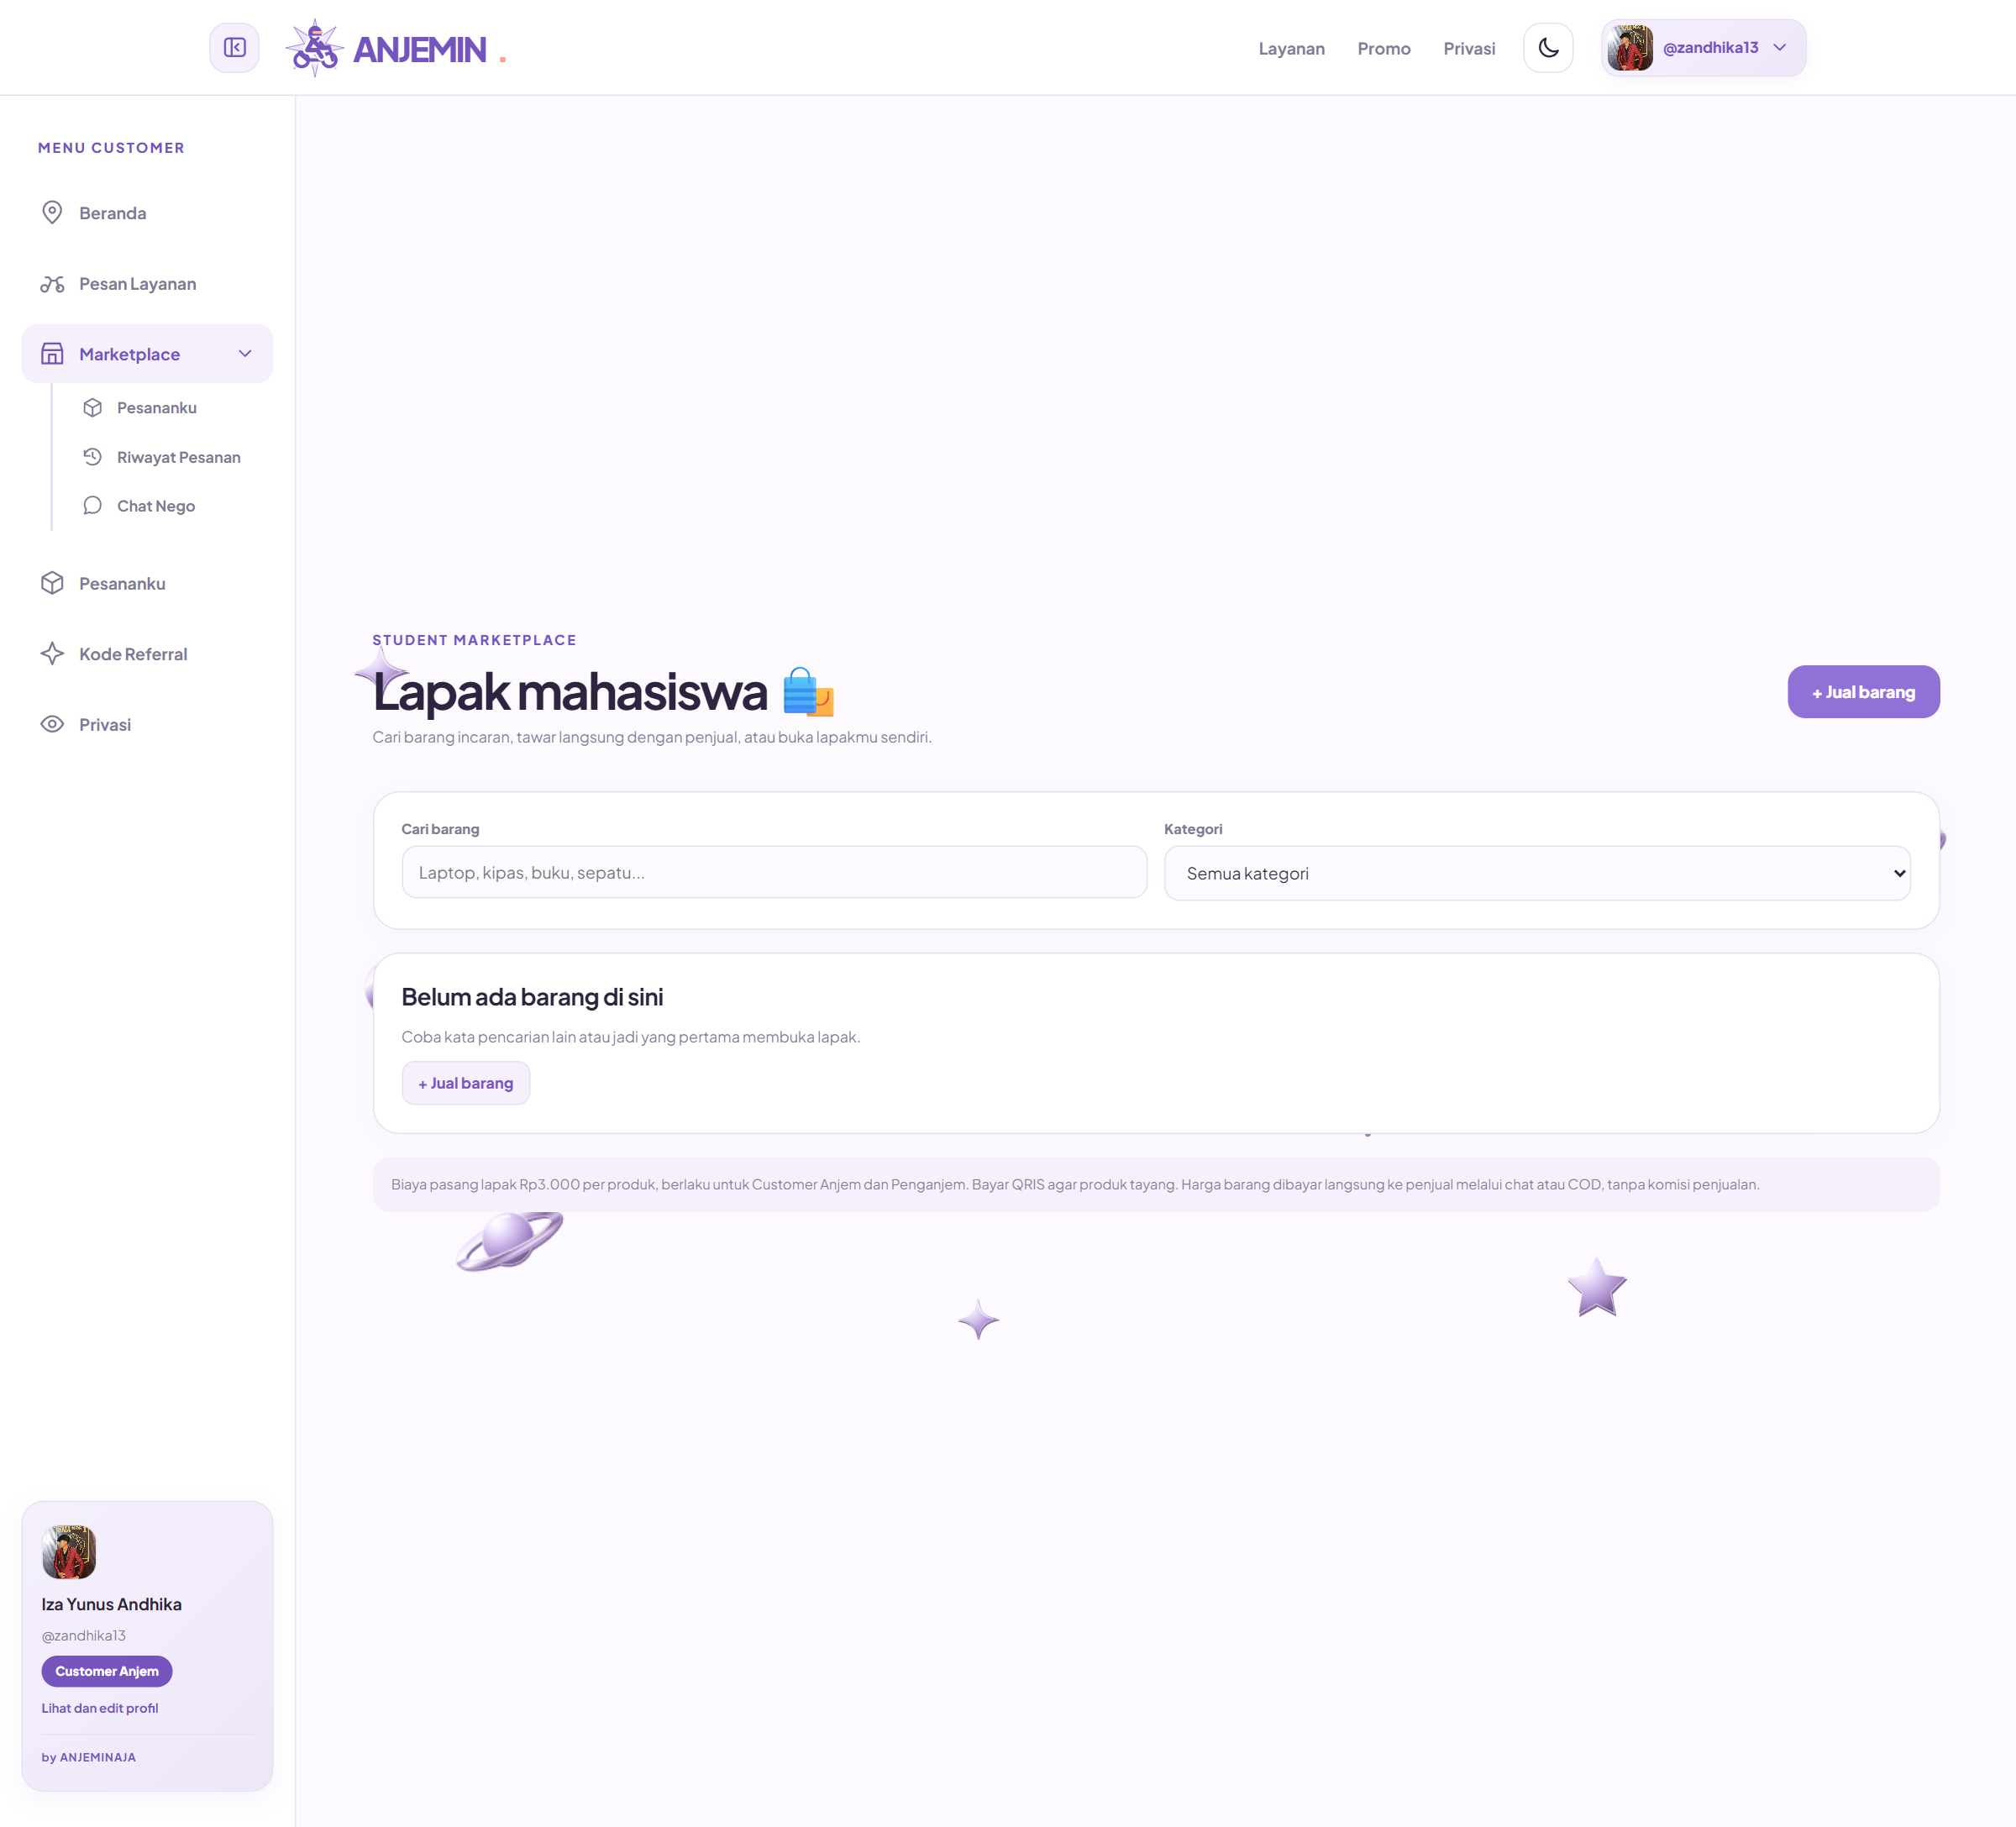 ANJEMIN .
Layanan
Promo
Privasi
@zandhika13
MENU CUSTOMER
Beranda
Pesan Layanan
Marketplace
Pesananku
Riwayat Pesanan
Chat Nego
Pesananku
Kode Referral
Privasi
STUDENT MARKETPLACE
Lapak mahasiswa
+ Jual barang
Cari barang incaran, tawar langsung dengan penjual, atau buka lapakmu sendiri.
Cari barang
Kategori
Laptop, kipas, buku, sepatu...
Semua kategori
Belum ada barang di sini
Coba kata pencarian lain atau jadi yang pertama membuka lapak.
+ Jual barang
Biaya pasang lapak Rp3.000 per produk, berlaku untuk Customer Anjem dan Penganjem. Bayar QRIS agar produk tayang. Harga barang dibayar langsung ke penjual melalui chat atau COD, tanpa komisi penjualan.
Iza Yunus Andhika
@zandhika13
Customer Anjem
Lihat dan edit profil
by ANJEMINAJA